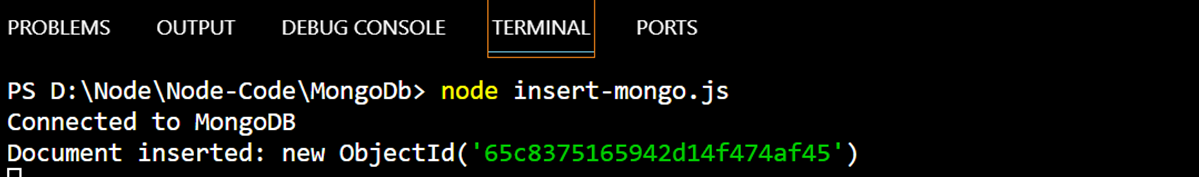 PROBLEMS OUTPUT DEBUG CONSOLE TERMINAL PORTS
PS D:\Node\Node-Code\MongoDb> node insert-mongo.js
Connected to MongoDB
Document inserted: new ObjectId('65c8375165942d14f474af45')